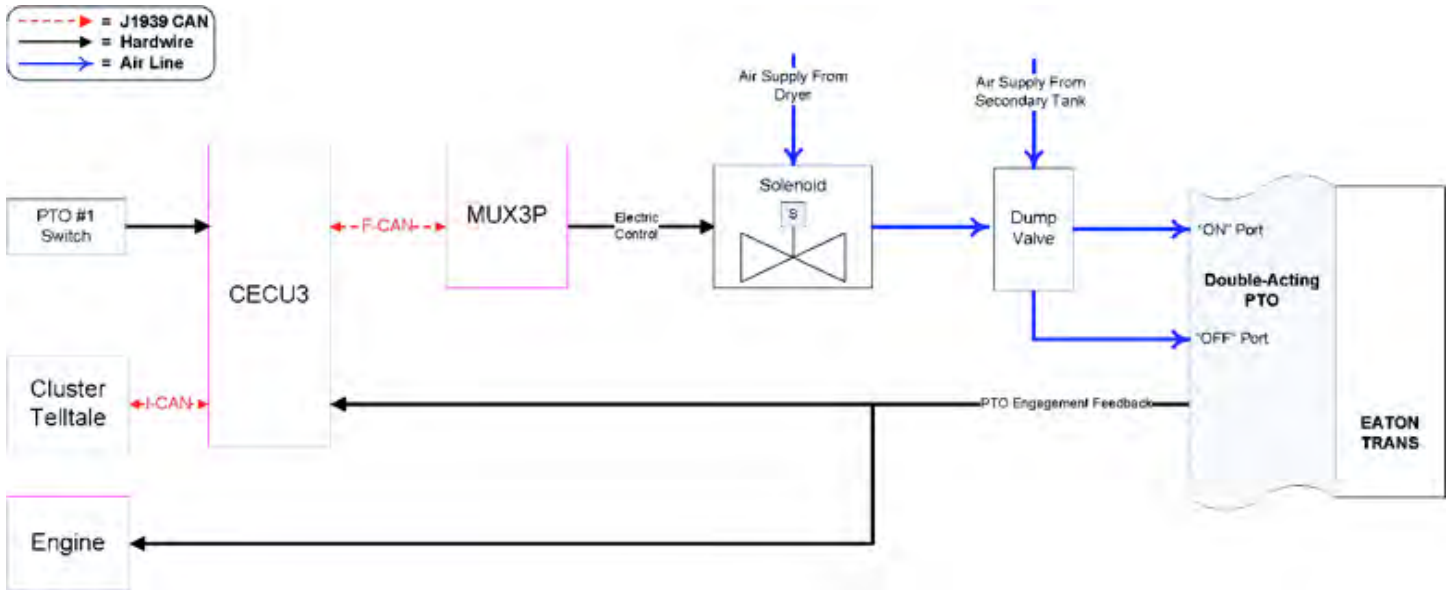 = J1939 CAN
= Hardwire
= Air Line
Air Supply From
Dryer
Air Supply From
Secondary Tank
PTO #1
Switch
CECU3
F-CAN
MUX3P
Electric
Control
Solenoid
S
Dump
Valve
"ON" Port
Double-Acting
PTO
"OFF" Port
Cluster
Telltale
I-CAN
PTO Engagement Feedback
EATON
TRANS
Engine